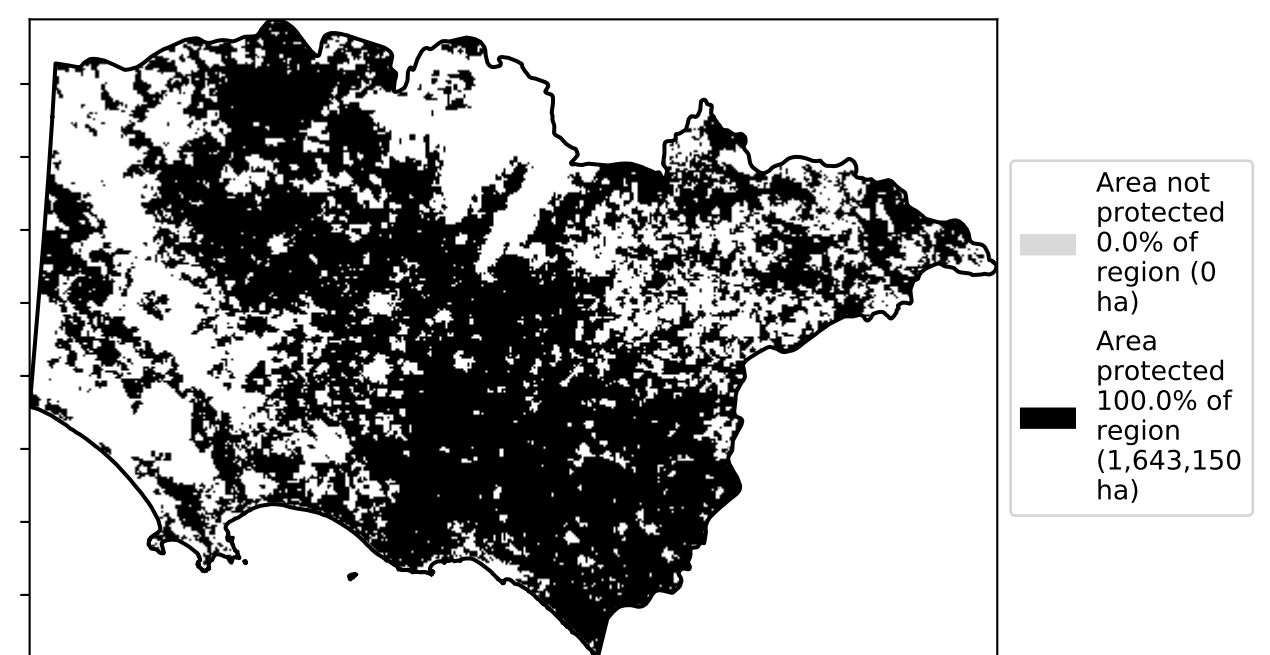 Area not
protected
0.0% of
region (0
ha)
Area
protected
100.0% of
region
(1,643,150
ha)